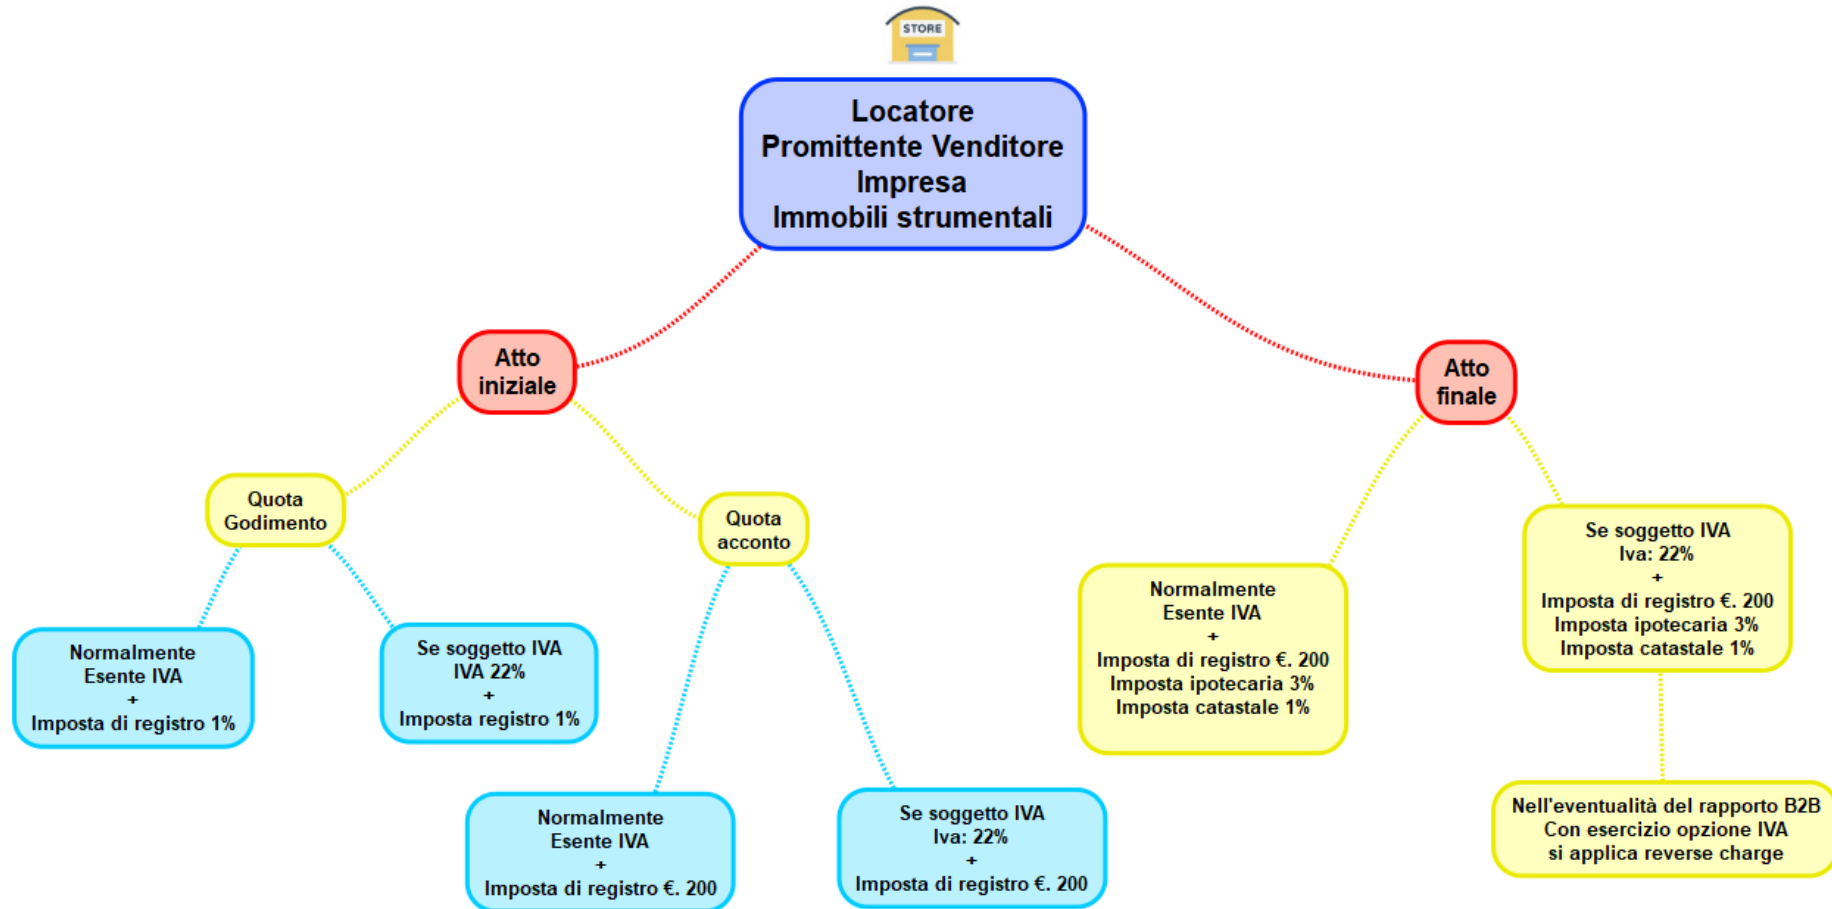 STORE
Locatore
Promittente Venditore
Impresa
Immobili strumentali
Atto
iniziale
Atto
finale
Quota
Godimento
Quota
acconto
Normalmente
Esente IVA
+
Imposta di registro 1%
Se soggetto IVA
IVA 22%
+
Imposta registro 1%
Normalmente
Esente IVA
+
Imposta di registro €. 200
Se soggetto IVA
Iva: 22%
+
Imposta di registro €. 200
Normalmente
Esente IVA
+
Imposta di registro €. 200
Imposta ipotecaria 3%
Imposta catastale 1%
Se soggetto IVA
Iva: 22%
+
Imposta di registro €. 200
Imposta ipotecaria 3%
Imposta catastale 1%
Nell'eventualità del rapporto B2B
Con esercizio opzione IVA
si applica reverse charge